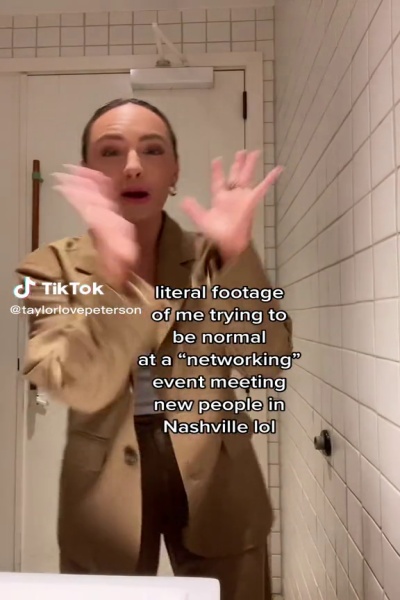 TikTok
@taylorlovepeterson
literal footage
of me trying to
be normal
at a “networking”
event meeting
new people in
Nashville lol